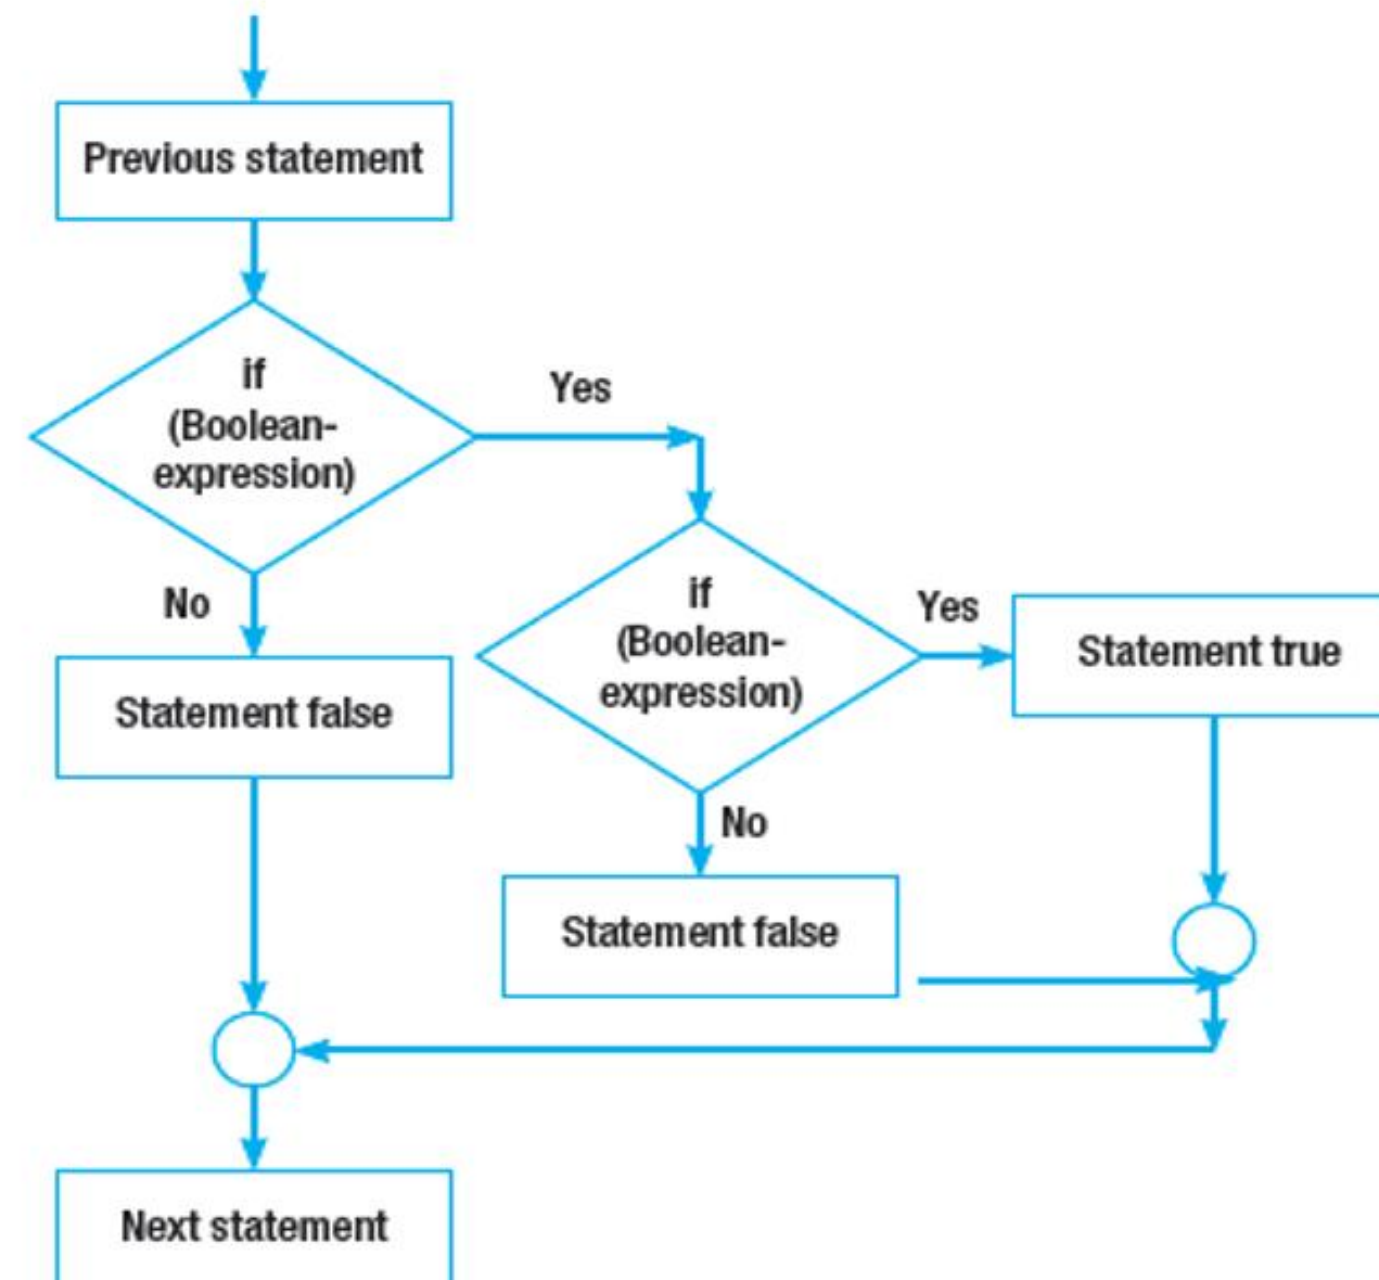 Previous statement
if
(Boolean-
expression)
Yes
No
if
(Boolean-
expression)
Yes
Statement true
Statement false
No
Statement false
Next statement